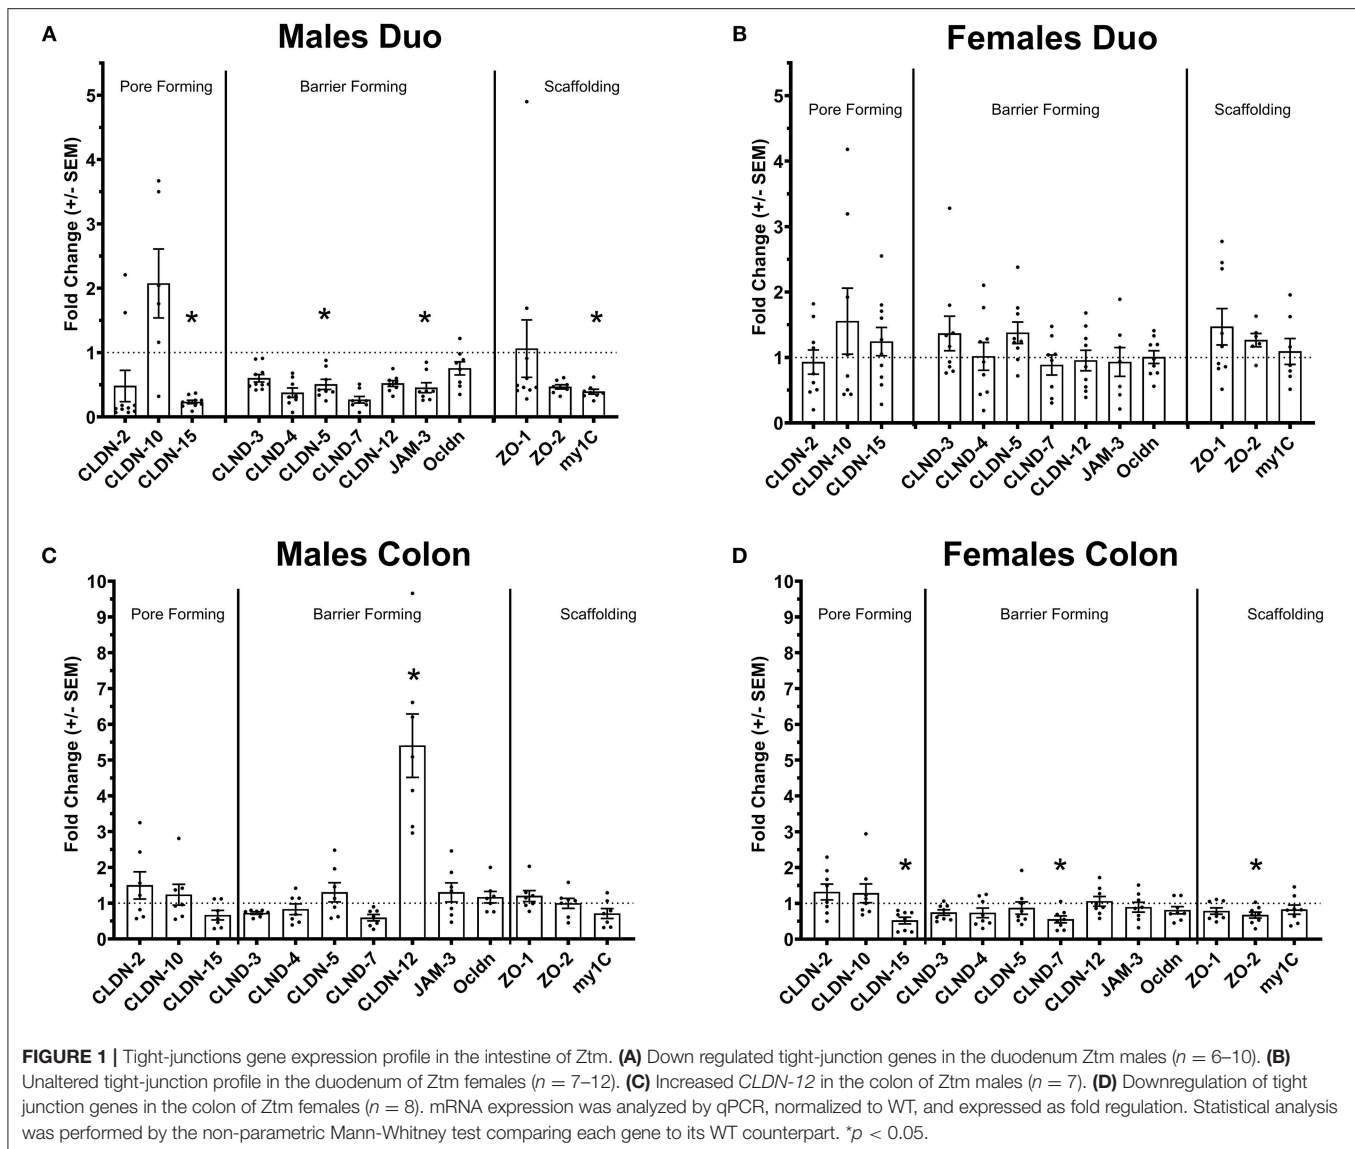 A
Males Duo
Fold Change (+/- SEM)
Pore Forming
Barrier Forming
Scaffolding
5
4
3
2
1
0
*
*
*
*
CLDN-2
CLDN-10
CLDN-15
CLND-3
CLND-4
CLDN-5
CLND-7
CLDN-12
JAM-3
Ocldn
ZO-1
ZO-2
my1C
B
Females Duo
Fold Change (+/- SEM)
Pore Forming
Barrier Forming
Scaffolding
5
4
3
2
1
0
CLDN-2
CLDN-10
CLDN-15
CLND-3
CLND-4
CLDN-5
CLND-7
CLDN-12
JAM-3
Ocldn
ZO-1
ZO-2
my1C
C
Males Colon
Fold Change (+/- SEM)
Pore Forming
Barrier Forming
Scaffolding
10
9
8
7
6
5
4
3
2
1
0
*
CLDN-2
CLDN-10
CLDN-15
CLND-3
CLND-4
CLDN-5
CLND-7
CLDN-12
JAM-3
Ocldn
ZO-1
ZO-2
my1C
D
Females Colon
Fold Change (+/- SEM)
Pore Forming
Barrier Forming
Scaffolding
10
9
8
7
6
5
4
3
2
1
0
*
*
*
CLDN-2
CLDN-10
CLDN-15
CLND-3
CLND-4
CLDN-5
CLND-7
CLDN-12
JAM-3
Ocldn
ZO-1
ZO-2
my1C
FIGURE 1 | Tight-junctions gene expression profile in the intestine of Ztm. (A) Down regulated tight-junction genes in the duodenum Ztm males (n = 6–10). (B)
Unaltered tight-junction profile in the duodenum of Ztm females (n = 7–12). (C) Increased CLDN-12 in the colon of Ztm males (n = 7). (D) Downregulation of tight
junction genes in the colon of Ztm females (n = 8). mRNA expression was analyzed by qPCR, normalized to WT, and expressed as fold regulation. Statistical analysis
was performed by the non-parametric Mann-Whitney test comparing each gene to its WT counterpart. *p < 0.05.